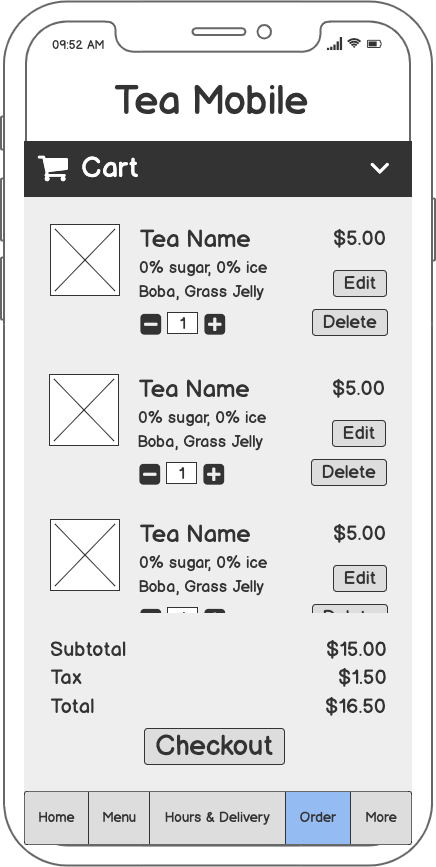 09:52 AM
Tea Mobile
Cart
Tea Name $5.00
0% sugar, 0% ice
Edit
Boba, Grass Jelly
1
Delete
Tea Name $5.00
0% sugar, 0% ice
Edit
Boba, Grass Jelly
1
Delete
Tea Name $5.00
0% sugar, 0% ice
Edit
Boba, Grass Jelly
Subtotal $15.00
Tax $1.50
Total $16.50
Checkout
Home Menu Hours & Delivery Order More